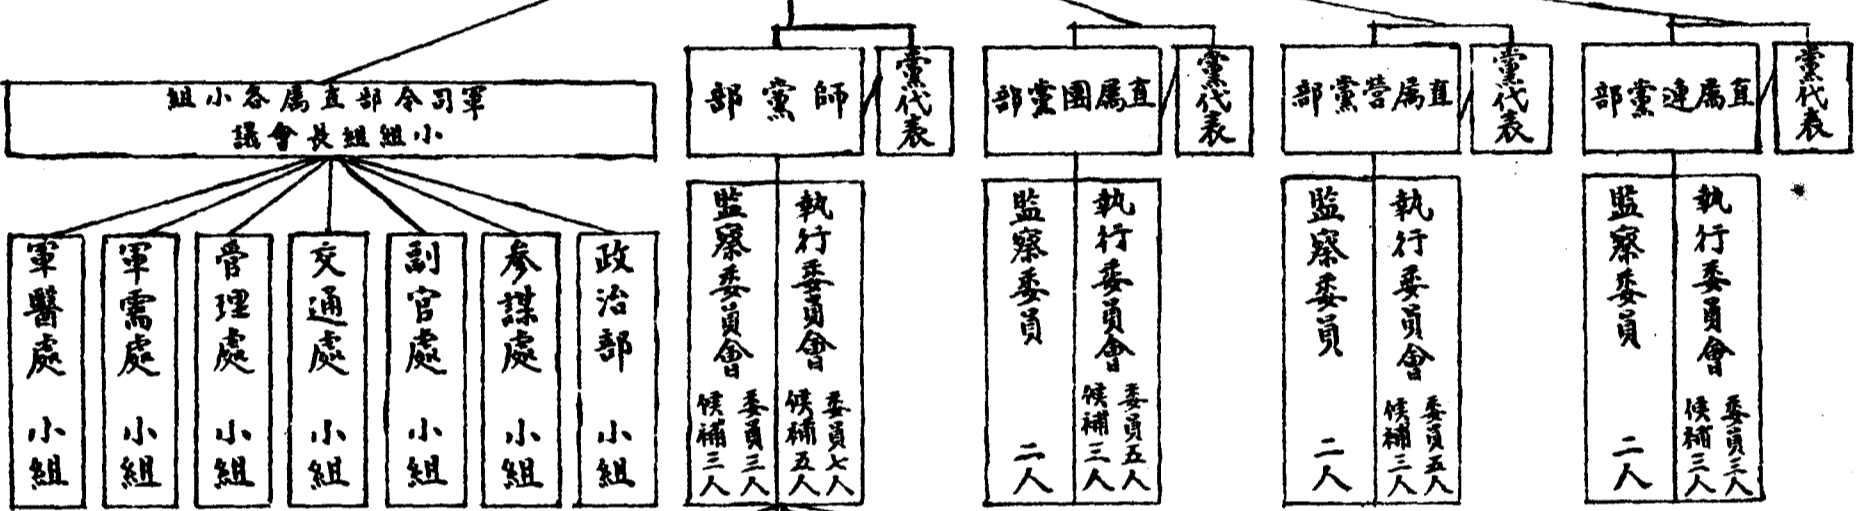 直属連黨部
黨代表
執行委員會
委員三人
候補三人
監察委員
二人
直属營黨部
黨代表
執行委員會
委員五人
候補三人
監察委員
二人
直属團黨部
黨代表
執行委員會
委員五人
候補三人
監察委員
二人
師黨部
黨代表
執行委員會
委員七人
候補五人
監察委員會
委員三人
候補三人
軍司令部直属各小組
小組組長會議
政治部 小組
參謀處 小組
副官處 小組
交通處 小組
管理處 小組
軍需處 小組
軍醫處 小組